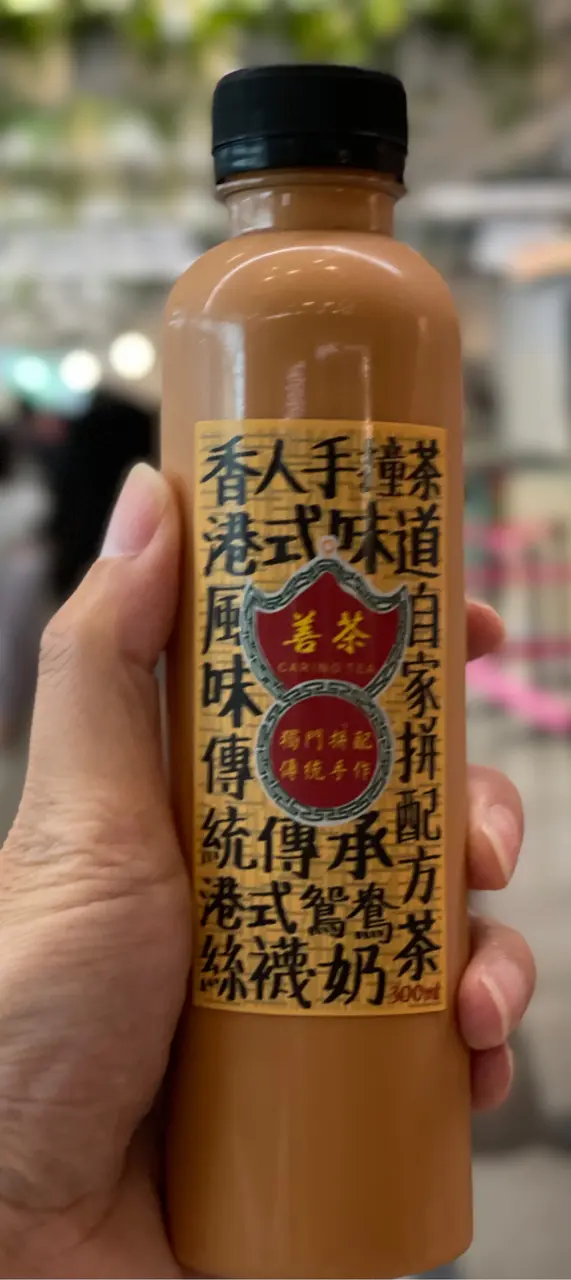 香港風味傳統
人手撞茶
式味道
自家拼配方
善茶
CARING TEA
獨門拼配
傳統手作
傳承
港式鴛鴦
絲襪奶茶
300ml